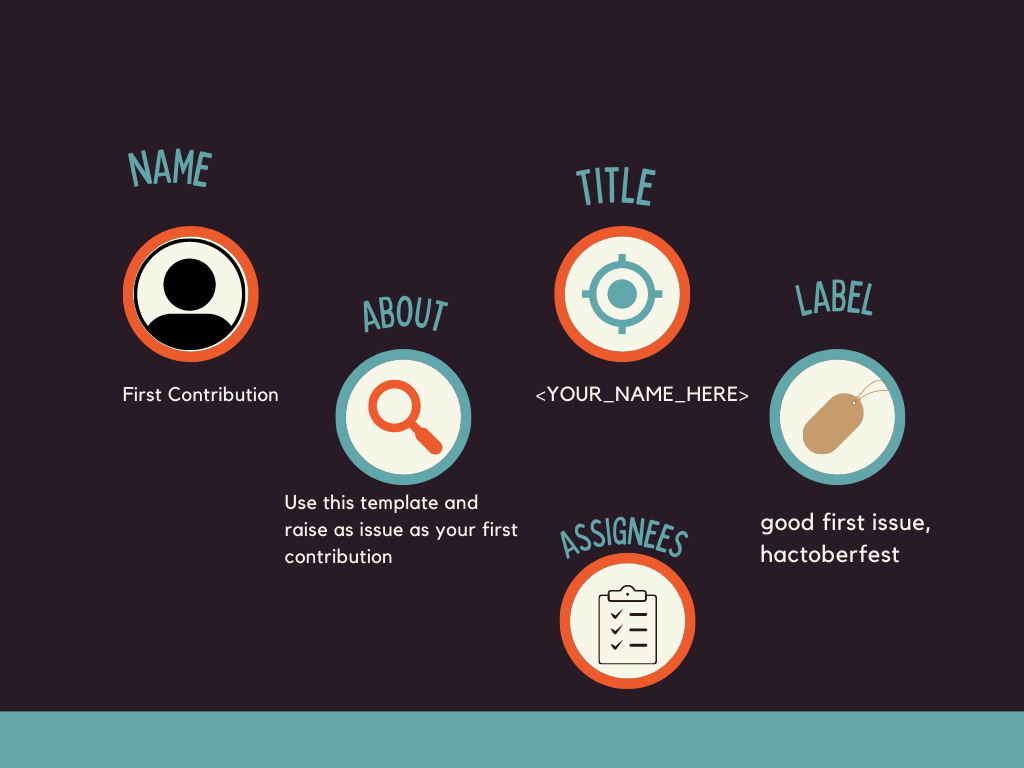 NAME
First Contribution
ABOUT
Use this template and
raise as issue as your first
contribution
TITLE
<YOUR_NAME_HERE>
LABEL
good first issue,
hactoberfest
ASSIGNEES